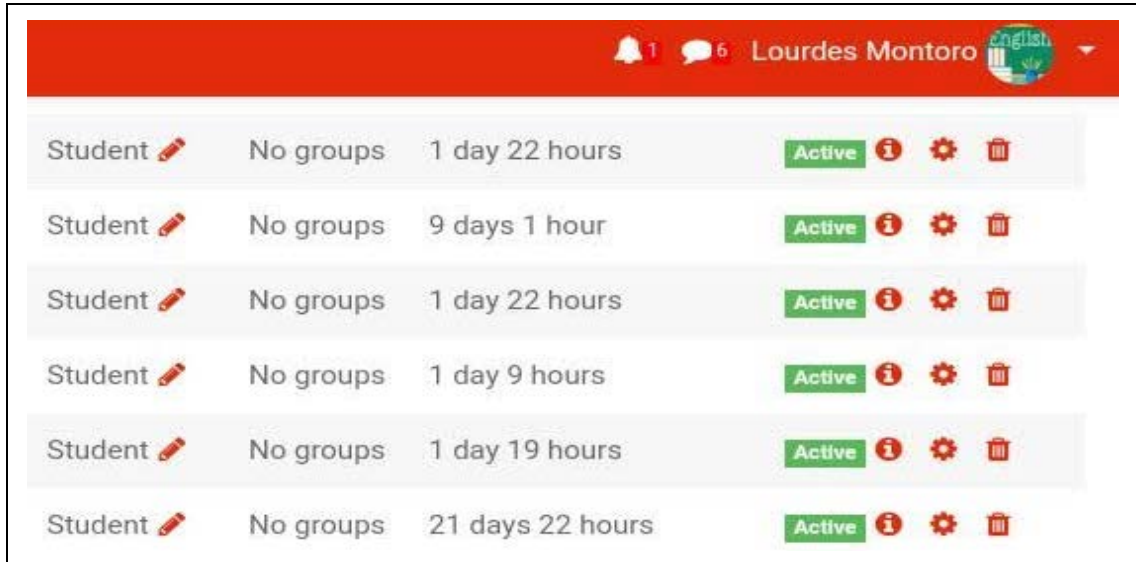 1 6 Lourdes Montoro English
Student No groups 1 day 22 hours Active
Student No groups 9 days 1 hour Active
Student No groups 1 day 22 hours Active
Student No groups 1 day 9 hours Active
Student No groups 1 day 19 hours Active
Student No groups 21 days 22 hours Active